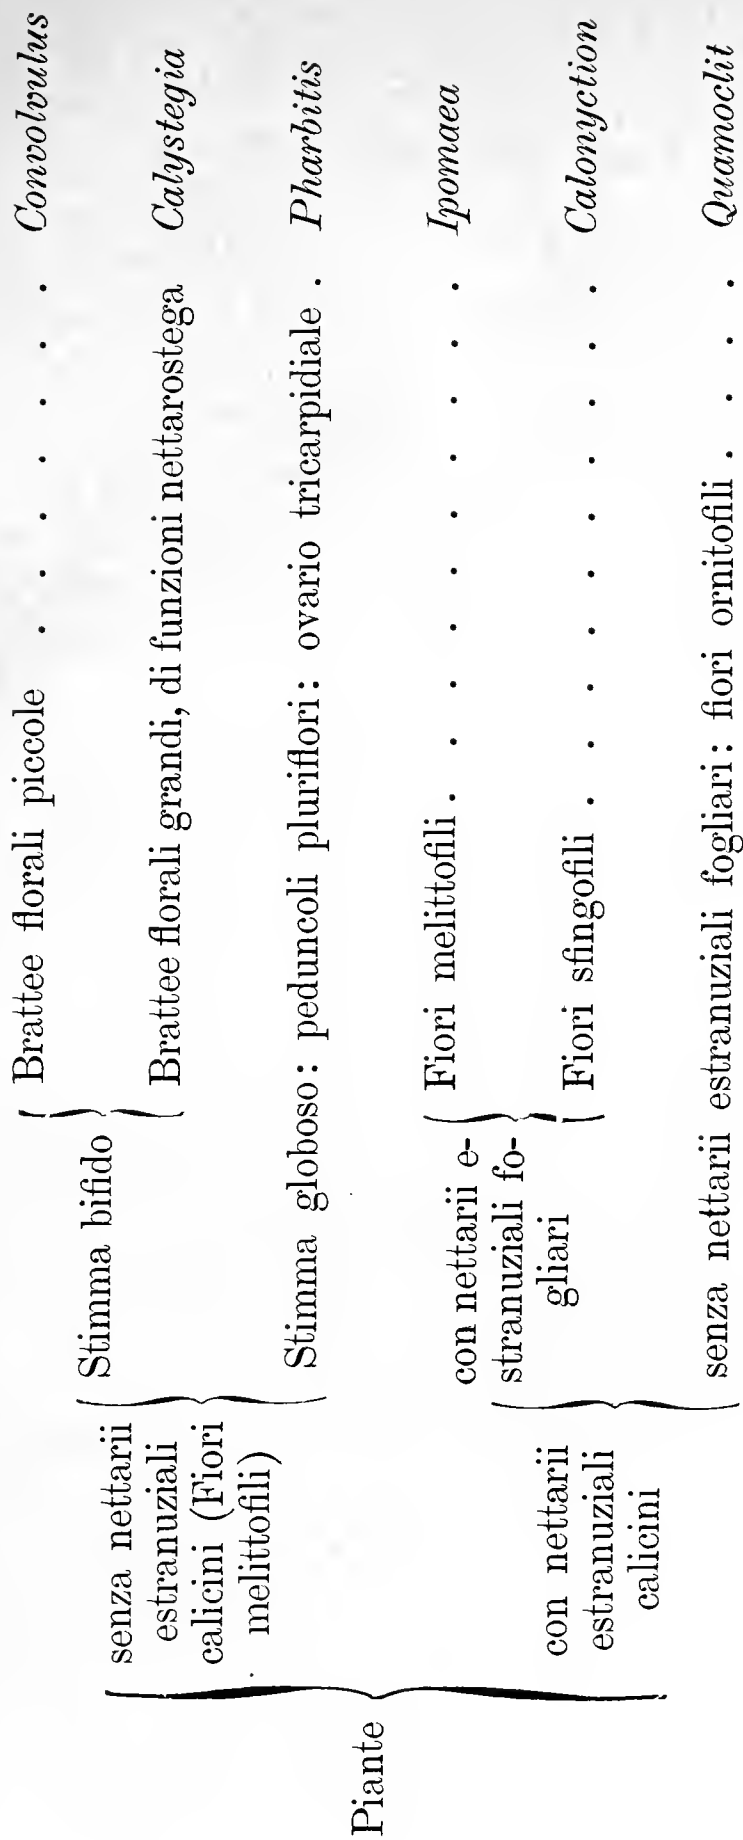 Piante
senza nettarii
estranuziali
calicini (Fiori
melittofili)
Stimma bifido
Brattee florali piccole . . . . . . . Convolvulus
Brattee florali grandi, di funzioni nettarostega Calystegia
Stimma globoso: peduncoli pluriflori: ovario tricarpidiale . Pharbitis
con nettarii
estranuziali
calicini
con nettarii e-
stranuziali fo-
gliari
Fiori melittofili . . . . . . . . . . Ipomaea
Fiori sfingofili . . . . . . . . . . Calonyction
senza nettarii estranuziali fogliari: fiori ornitofili . . . . Quamoclit